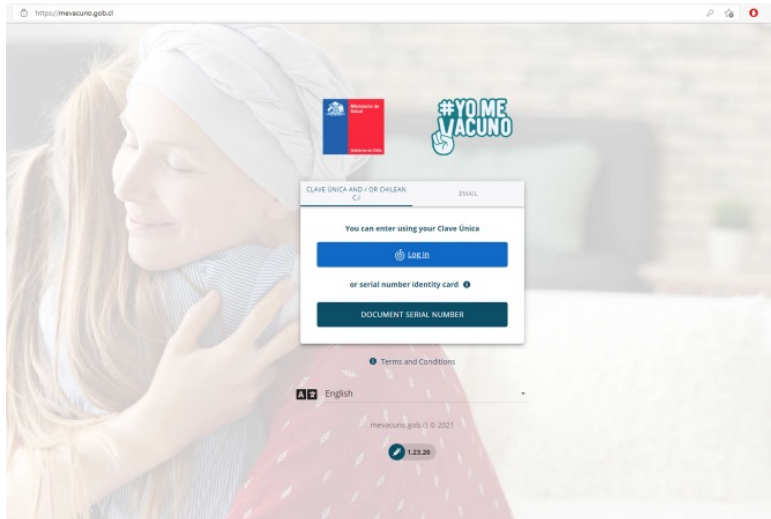 https://mevacuno.gob.cl
Ministerio de
Salud
#YO ME
VACUNO
Gobierno de Chile
CLAVE ÚNICA AND / OR CHILEAN
C.I
EMAIL
You can enter using your Clave Única
Log in
or serial number identity card
DOCUMENT SERIAL NUMBER
Terms and Conditions
English
mevacuno.gob.cl © 2021
1.23.20